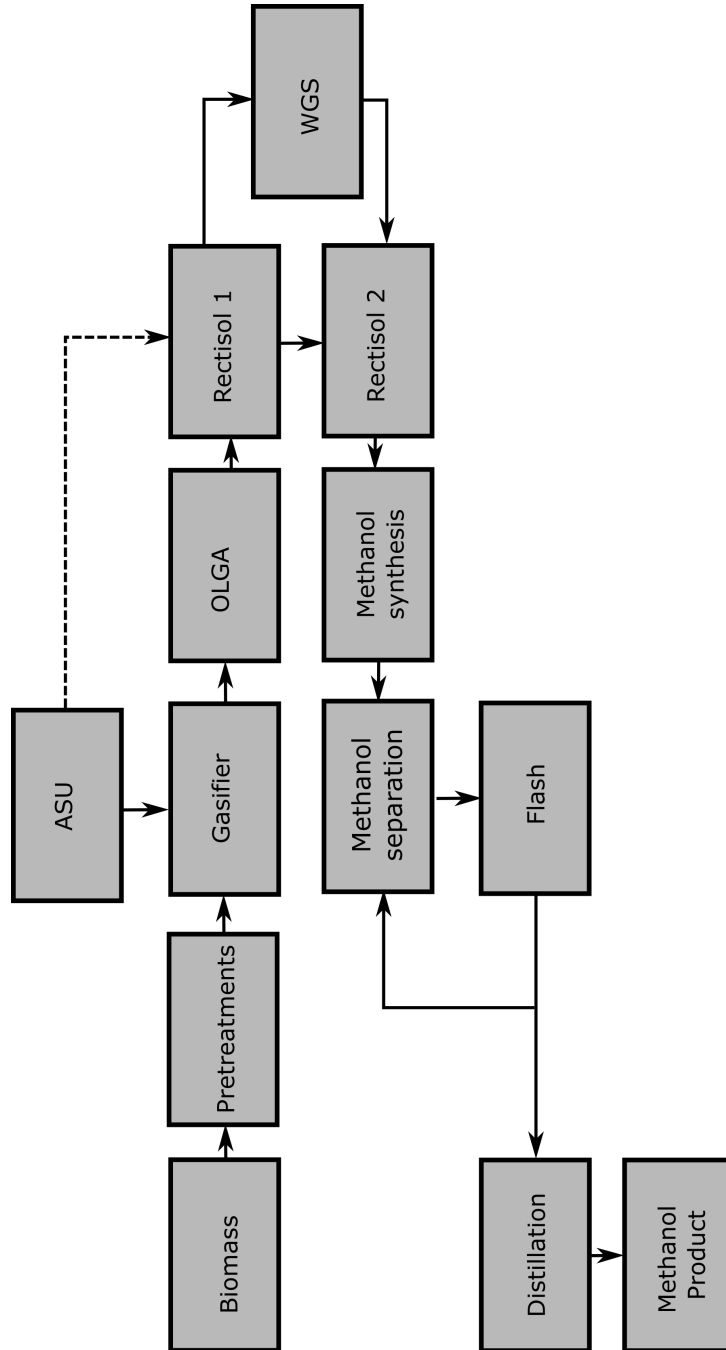 ASU
Biomass
Pretreatments
Gasifier
OLGA
Rectisol 1
WGS
Rectisol 2
Methanol
synthesis
Methanol
separation
Flash
Distillation
Methanol
Product